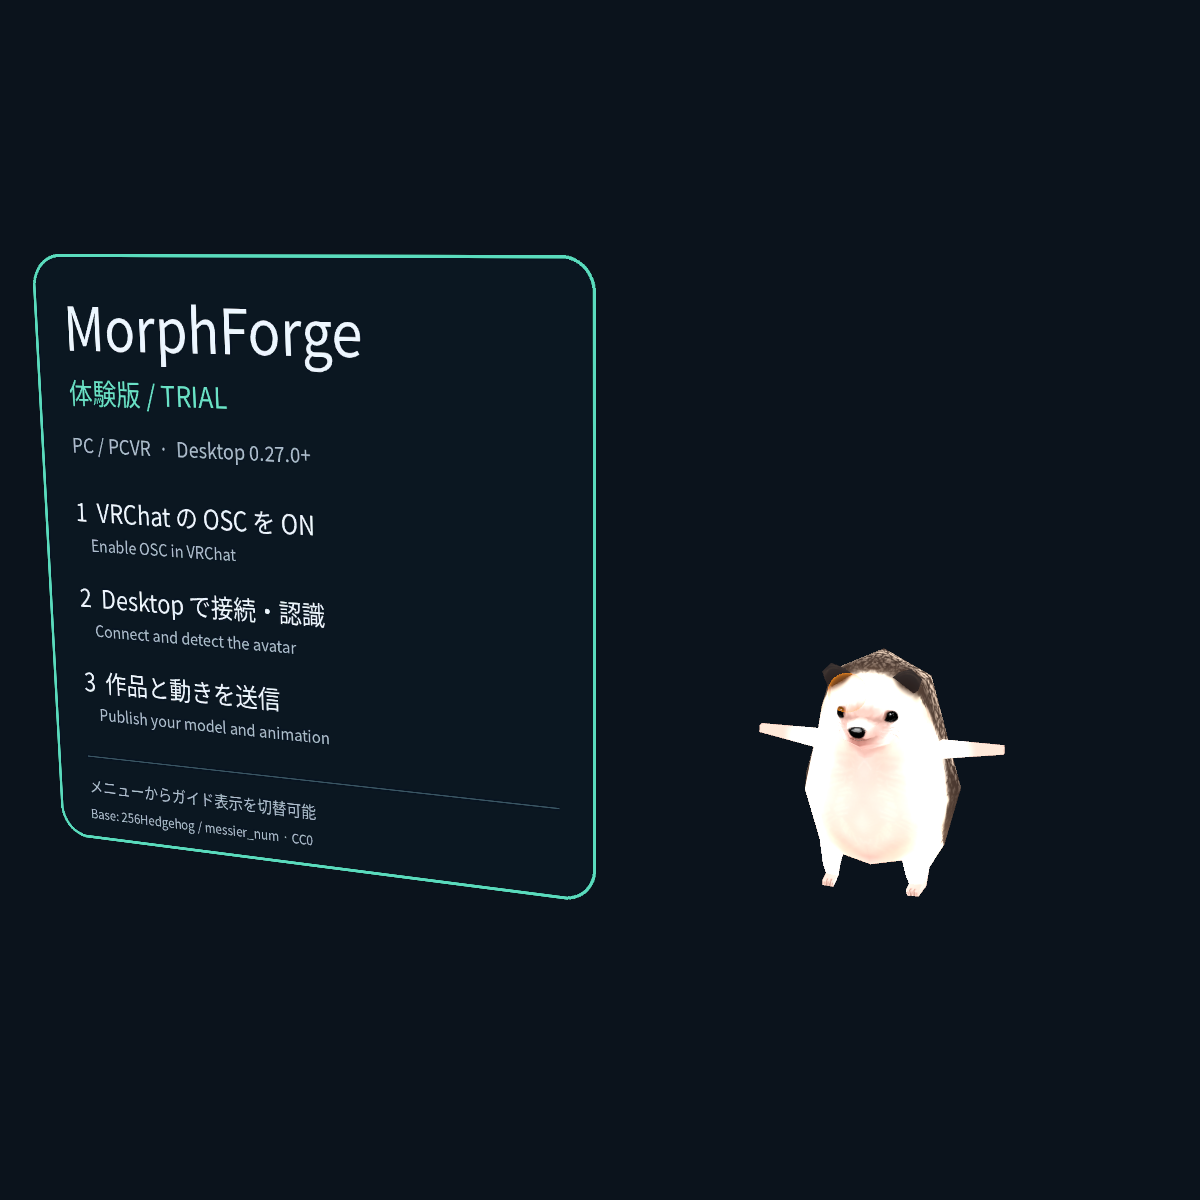 MorphForge
体験版 / TRIAL
PC / PCVR · Desktop 0.27.0+
1 VRChat の OSC を ON
Enable OSC in VRChat
2 Desktop で接続・認識
Connect and detect the avatar
3 作品と動きを送信
Publish your model and animation
メニューからガイド表示を切替可能
Base: 256Hedgehog / messier_num · CC0